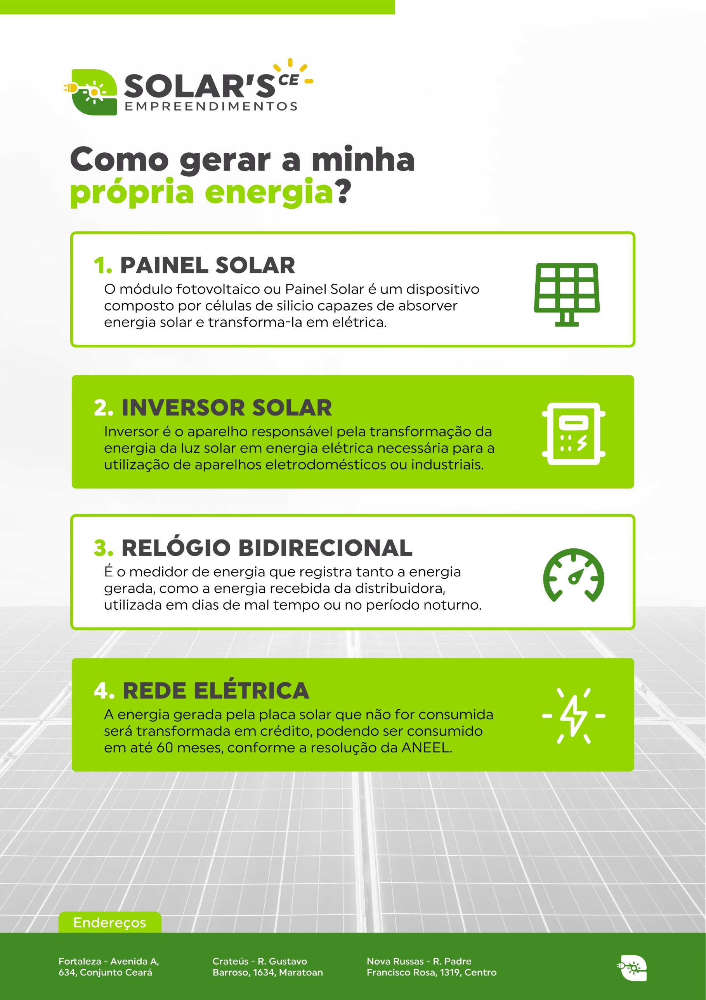 SOLAR'S CE
EMPREENDIMENTOS
Como gerar a minha
própria energia?
1. PAINEL SOLAR
O módulo fotovoltaico ou Painel Solar é um dispositivo
composto por células de silicio capazes de absorver
energia solar e transforma-la em elétrica.
2. INVERSOR SOLAR
Inversor é o aparelho responsável pela transformação da
energia da luz solar em energia elétrica necessária para a
utilização de aparelhos eletrodomésticos ou industriais.
3. RELÓGIO BIDIRECIONAL
É o medidor de energia que registra tanto a energia
gerada, como a energia recebida da distribuidora,
utilizada em dias de mal tempo ou no período noturno.
4. REDE ELÉTRICA
A energia gerada pela placa solar que não for consumida
será transformada em crédito, podendo ser consumido
em até 60 meses, conforme a resolução da ANEEL.
Endereços
Fortaleza - Avenida A,
634, Conjunto Ceará
Crateús - R. Gustavo
Barroso, 1634, Maratoan
Nova Russas - R. Padre
Francisco Rosa, 1319, Centro